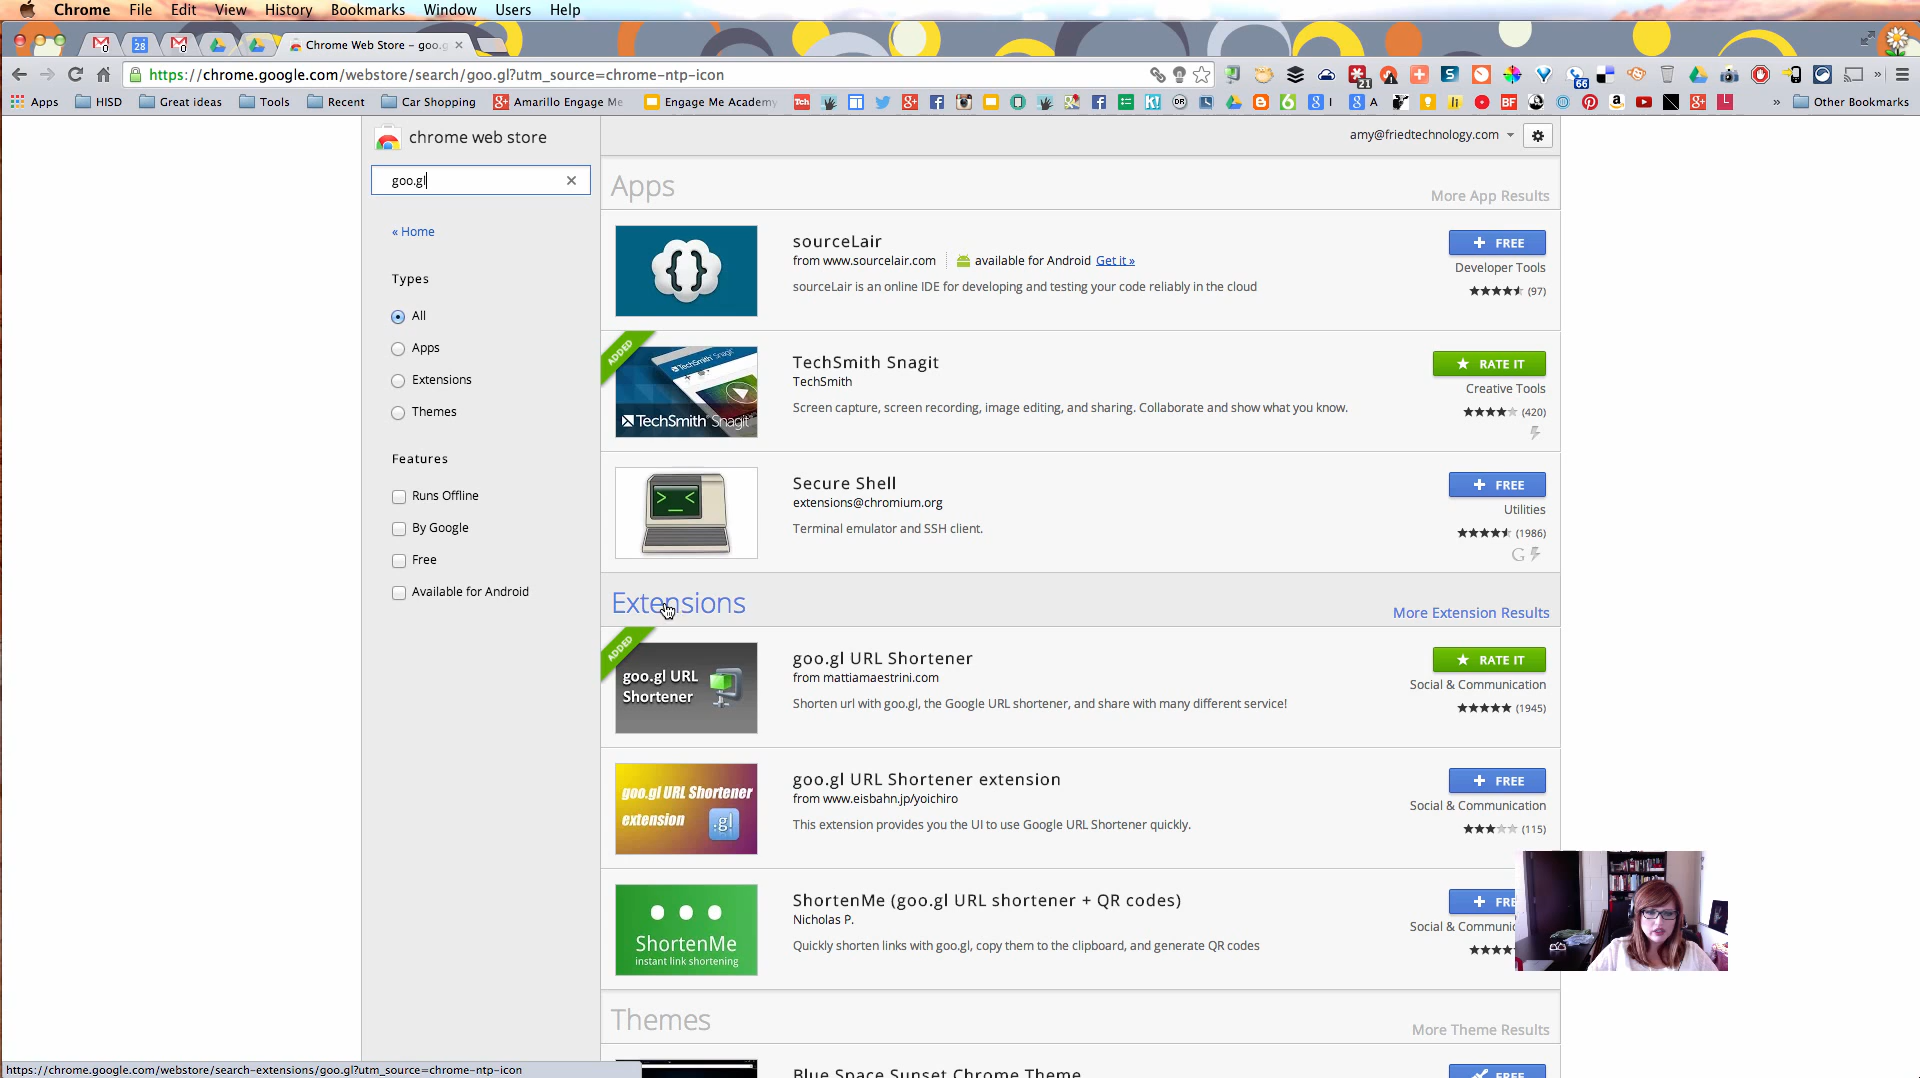 Chrome File Edit View History Bookmarks Window Users Help
Chrome Web Store – goo.g
https://chrome.google.com/webstore/search/goo.gl?utm_source=chrome-ntp-icon
Apps HISD Great ideas Tools Recent Car Shopping Amarillo Engage Me Engage Me Academy Other Bookmarks
chrome web store
amy@friedtechnology.com
goo.gl
« Home
Types
All
Apps
Extensions
Themes
Features
Runs Offline
By Google
Free
Available for Android
Apps
More App Results
sourceLair
from www.sourcelair.com available for Android Get it »
sourceLair is an online IDE for developing and testing your code reliably in the cloud
FREE
Developer Tools
(97)
ADDED
TechSmith Snagit
TechSmith Snagit
TechSmith
Screen capture, screen recording, image editing, and sharing. Collaborate and show what you know.
RATE IT
Creative Tools
(420)
Secure Shell
extensions@chromium.org
Terminal emulator and SSH client.
FREE
Utilities
(1986)
Extensions
More Extension Results
ADDED
goo.gl URL
Shortener
goo.gl URL Shortener
from mattiamaestrini.com
Shorten url with goo.gl, the Google URL shortener, and share with many different service!
RATE IT
Social & Communication
(1945)
goo.gl URL Shortener
extension
.gl
goo.gl URL Shortener extension
from www.eisbahn.jp/yoichiro
This extension provides you the UI to use Google URL Shortener quickly.
FREE
Social & Communication
(115)
ShortenMe
instant link shortening
ShortenMe (goo.gl URL shortener + QR codes)
Nicholas P.
Quickly shorten links with goo.gl, copy them to the clipboard, and generate QR codes
FRE
Social & Communic
Themes
More Theme Results
Blue Space Sunset Chrome Theme
FREE
https://chrome.google.com/webstore/search-extensions/goo.gl?utm_source=chrome-ntp-icon